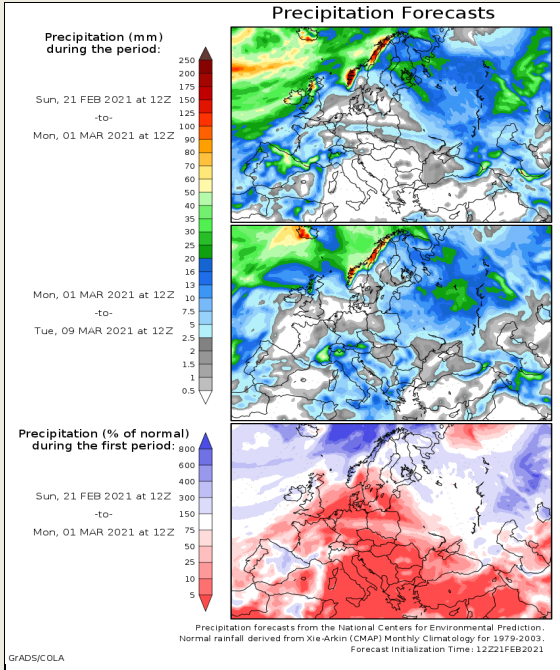 Precipitation Forecasts
Precipitation (mm)
during the period:
Sun, 21 FEB 2021 at 12Z
-to-
Mon, 01 MAR 2021 at 12Z
250
200
175
150
125
100
90
80
70
60
50
40
35
30
25
20
16
13
10
7.5
5
2.5
2
1.5
1
0.5
Mon, 01 MAR 2021 at 12Z
-to-
Tue, 09 MAR 2021 at 12Z
Precipitation (% of normal)
during the first period:
Sun, 21 FEB 2021 at 12Z
-to-
Mon, 01 MAR 2021 at 12Z
800
600
400
300
150
75
50
25
10
5
Precipitation forecasts from the National Centers for Environmental Prediction.
Normal rainfall derived from Xie-Arkin (CMAP) Monthly Climatology for 1979-2003.
Forecast Initialization Time: 12Z21FEB2021
GrADS/COLA